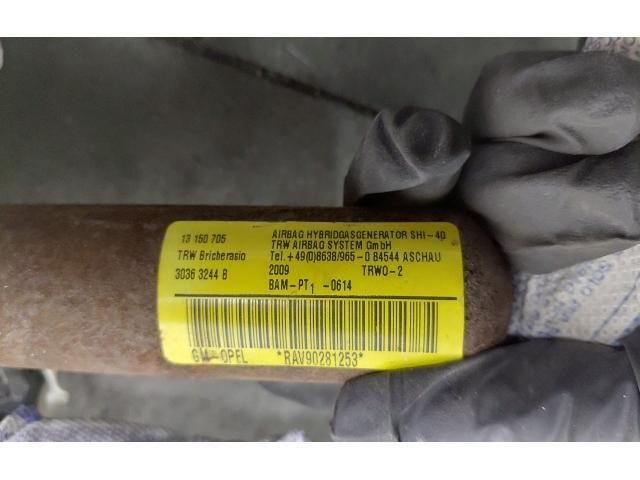 13 150 705 AIRBAG HYBRIDGASGENERATOR SHI-40
TRW AIRBAG SYSTEM GmbH
TRW Bricherasio Tel.+49(0)8638/965-0 84544 ASCHAU
3036 3244 B 2009 TRWO-2
BAM-PT1 -0614
GM-OPEL *RAV90281253*